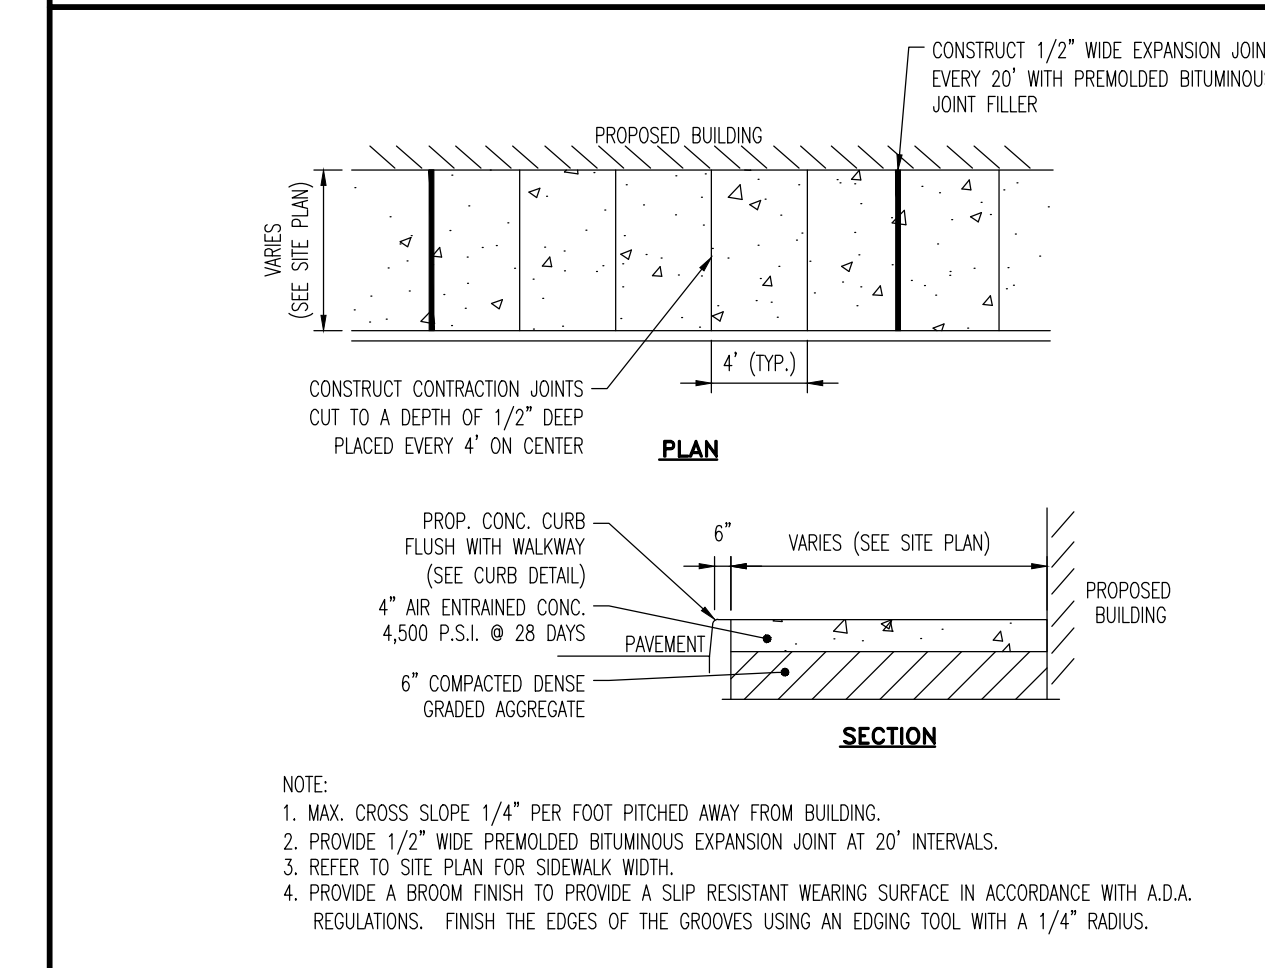 CONSTRUCT 1/2" WIDE EXPANSION JOIN
EVERY 20' WITH PREMOLDED BITUMINOUS
JOINT FILLER
PROPOSED BUILDING
VARIES
(SEE SITE PLAN)
4' (TYP.)
CONSTRUCT CONTRACTION JOINTS
CUT TO A DEPTH OF 1/2" DEEP
PLACED EVERY 4' ON CENTER
PLAN
PROP. CONC. CURB
FLUSH WITH WALKWAY
(SEE CURB DETAIL)
6"
VARIES (SEE SITE PLAN)
PROPOSED
BUILDING
4" AIR ENTRAINED CONC.
4,500 P.S.I. @ 28 DAYS
PAVEMENT
6" COMPACTED DENSE
GRADED AGGREGATE
SECTION
NOTE:
1. MAX. CROSS SLOPE 1/4" PER FOOT PITCHED AWAY FROM BUILDING.
2. PROVIDE 1/2" WIDE PREMOLDED BITUMINOUS EXPANSION JOINT AT 20' INTERVALS.
3. REFER TO SITE PLAN FOR SIDEWALK WIDTH.
4. PROVIDE A BROOM FINISH TO PROVIDE A SLIP RESISTANT WEARING SURFACE IN ACCORDANCE WITH A.D.A.
REGULATIONS. FINISH THE EDGES OF THE GROOVES USING AN EDGING TOOL WITH A 1/4" RADIUS.